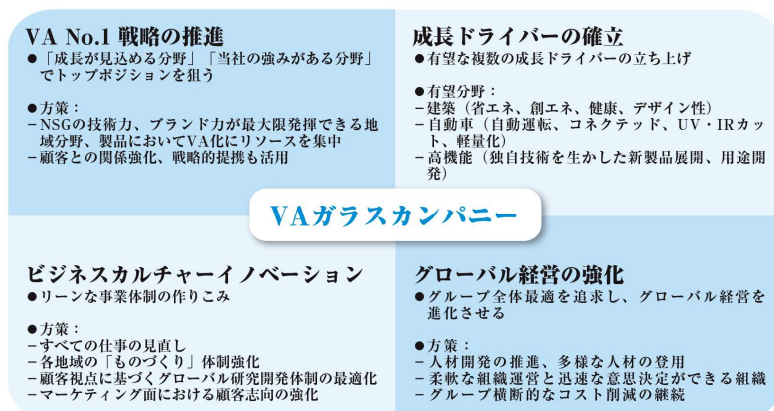 VA No.1 戦略の推進
●「成長が見込める分野」「当社の強みがある分野」
でトップポジションを狙う
●方策：
－NSGの技術力、ブランド力が最大限発揮できる地
域分野、製品においてVA化にリソースを集中
－顧客との関係強化、戦略的提携も活用
成長ドライバーの確立
●有望な複数の成長ドライバーの立ち上げ
●有望分野：
－建築（省エネ、創エネ、健康、デザイン性）
－自動車（自動運転、コネクテッド、UV・IRカッ
ト、軽量化）
－高機能（独自技術を生かした新製品展開、用途開
発）
VAガラスカンパニー
ビジネスカルチャーイノベーション
●リーンな事業体制の作りこみ
●方策：
－すべての仕事の見直し
－各地域の「ものづくり」体制強化
－顧客視点に基づくグローバル研究開発体制の最適化
－マーケティング面における顧客志向の強化
グローバル経営の強化
●グループ全体最適を追求し、グローバル経営を
進化させる
●方策：
－人材開発の推進、多様な人材の登用
－柔軟な組織運営と迅速な意思決定ができる組織
－グループ横断的なコスト削減の継続